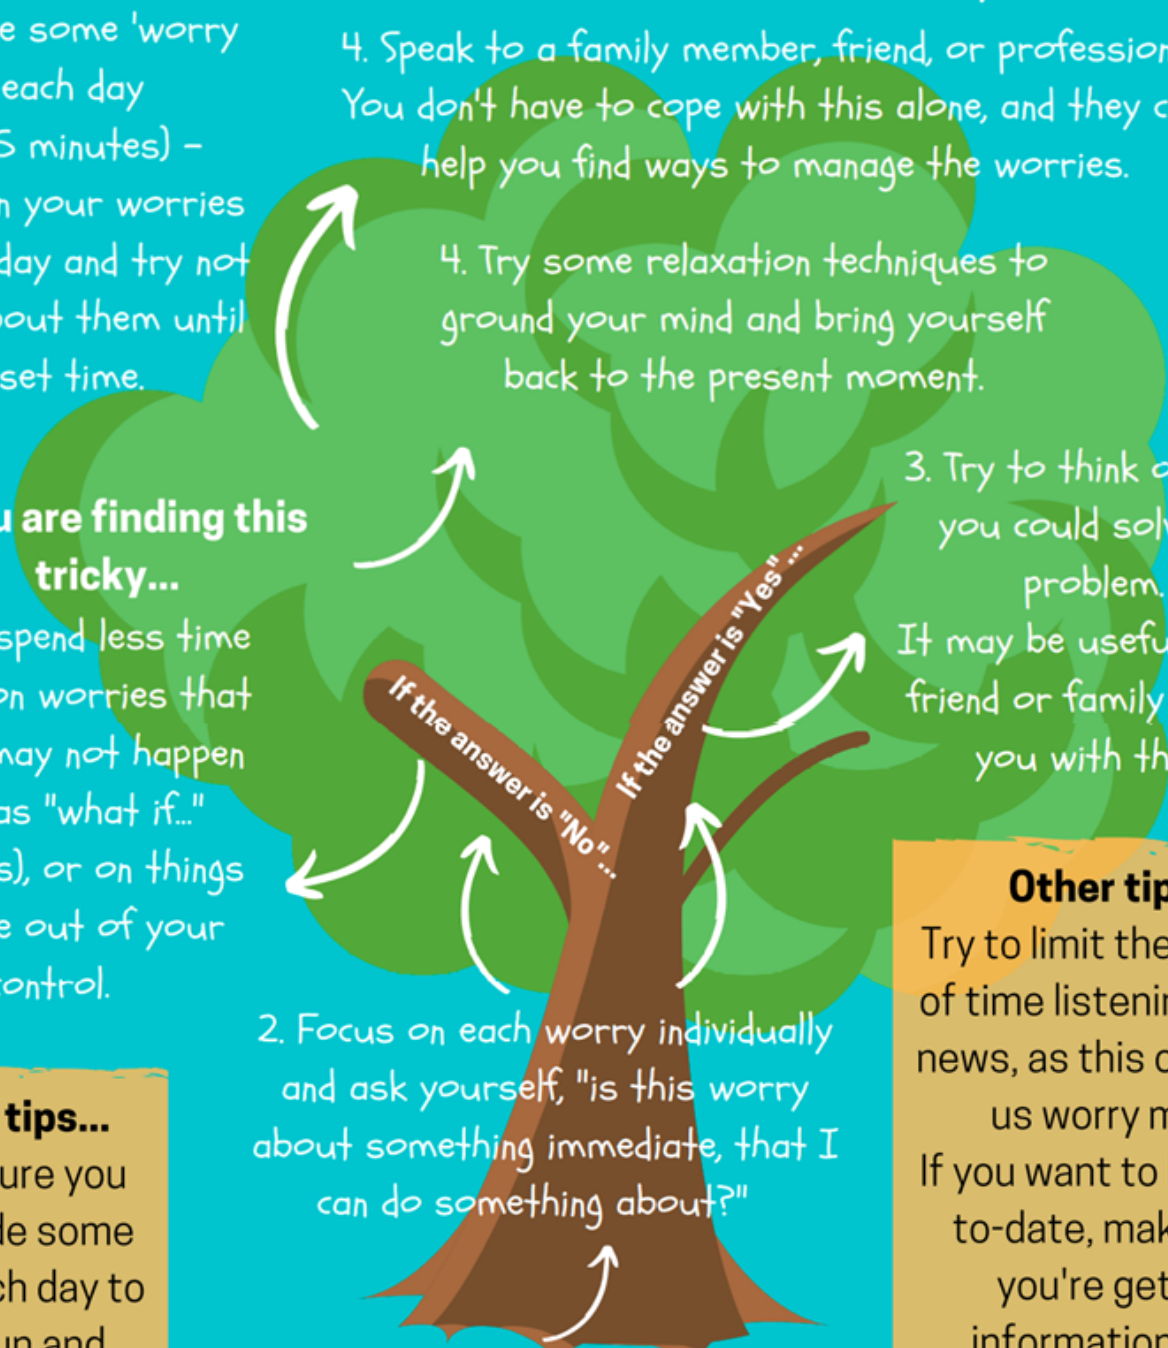 e some 'worry
each day
5 minutes) -
n your worries
day and try not
out them until
set time.
4. Speak to a family member, friend, or profession
You don't have to cope with this alone, and they c
help you find ways to manage the worries.
4. Try some relaxation techniques to
ground your mind and bring yourself
back to the present moment.
u are finding this
tricky...
spend less time
on worries that
may not happen
as "what if..."
s), or on things
e out of your
ontrol.
3. Try to think o
you could solv
problem.
It may be usefu
friend or family
you with th
If the answer is "No"...
If the answer is "Yes"...
2. Focus on each worry individually
and ask yourself, "is this worry
about something immediate, that I
can do something about?"
tips...
ure you
de some
ch day to
un and
Other tip
Try to limit the
of time listenin
news, as this c
us worry m
If you want to
to-date, mak
you're get
information